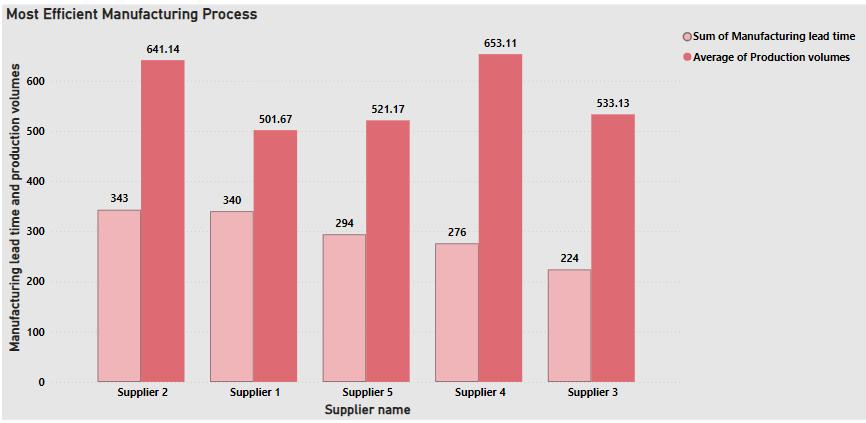 Most Efficient Manufacturing Process
Sum of Manufacturing lead time
Average of Production volumes
Manufacturing lead time and production volumes
600
500
400
300
200
100
0
343
641.14
340
501.67
294
521.17
276
653.11
224
533.13
Supplier 2
Supplier 1
Supplier 5
Supplier 4
Supplier 3
Supplier name